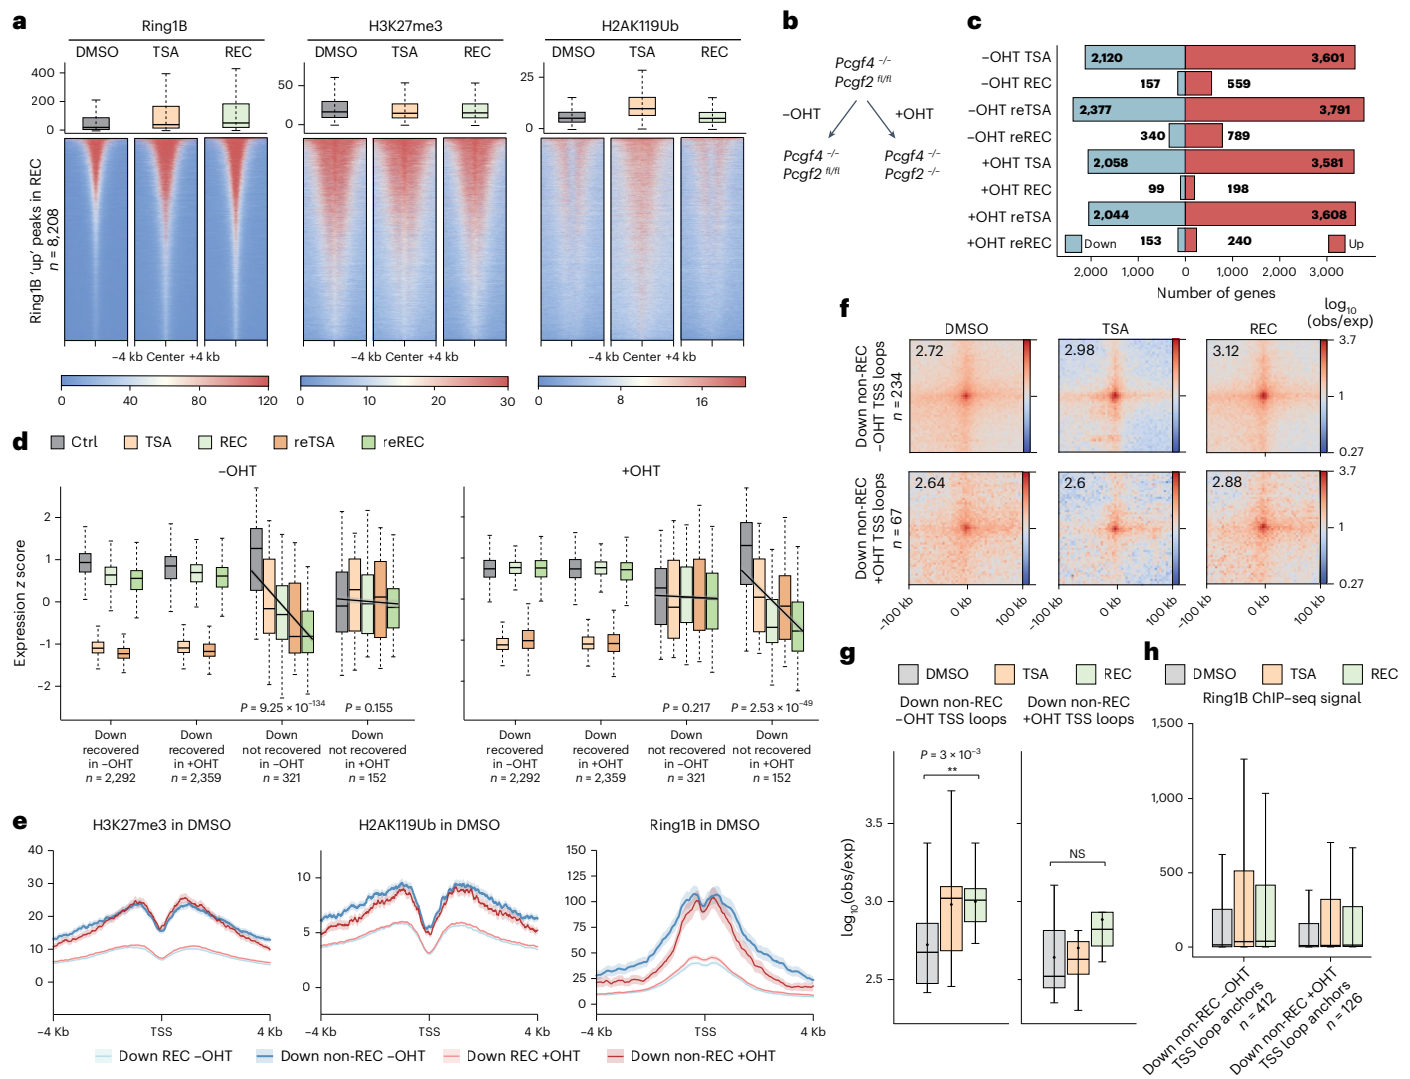 a
Ring1B
H3K27me3
H2AK119Ub
DMSO TSA REC
DMSO TSA REC
DMSO TSA REC
400
200
0
50
0
25
0
Ring1B 'up' peaks in REC
n = 8,208
−4 kb Center +4 kb
−4 kb Center +4 kb
−4 kb Center +4 kb
0 40 80 120
0 10 20 30
0 8 16
b
Pcgf4 −/−
Pcgf2 fl/fl
−OHT +OHT
Pcgf4 −/−
Pcgf2 fl/fl
Pcgf4 −/−
Pcgf2 −/−
c
−OHT TSA 2,120 3,601
−OHT REC 157 559
−OHT reTSA 2,377 3,791
−OHT reREC 340 789
+OHT TSA 2,058 3,581
+OHT REC 99 198
+OHT reTSA 2,044 3,608
+OHT reREC 153 240
Down
Up
2,000 1,000 0 1,000 2,000 3,000
Number of genes
d
Ctrl TSA REC reTSA reREC
−OHT
+OHT
Expression z score
2
1
0
−1
−2
P = 9.25 × 10−134
P = 0.155
P = 0.217
P = 2.53 × 10−49
Down
recovered
in −OHT
n = 2,292
Down
recovered
in +OHT
n = 2,359
Down
not recovered
in −OHT
n = 321
Down
not recovered
in +OHT
n = 152
Down
recovered
in −OHT
n = 2,292
Down
recovered
in +OHT
n = 2,359
Down
not recovered
in −OHT
n = 321
Down
not recovered
in +OHT
n = 152
e
H3K27me3 in DMSO
40
30
20
10
0
−4 Kb TSS 4 Kb
H2AK119Ub in DMSO
10
5
0
−4 Kb TSS 4 Kb
Ring1B in DMSO
150
125
100
75
50
25
0
−4 Kb TSS 4 Kb
Down REC −OHT Down non-REC −OHT Down REC +OHT Down non-REC +OHT
f
DMSO TSA REC
log10
(obs/exp)
Down non-REC
−OHT TSS loops
n = 234
2.72
2.98
3.12
3.7
1
0.27
Down non-REC
+OHT TSS loops
n = 67
2.64
2.6
2.88
3.7
1
0.27
−100 kb 0 kb 100 kb
−100 kb 0 kb 100 kb
−100 kb 0 kb 100 kb
g
DMSO TSA REC
Down non-REC
−OHT TSS loops
Down non-REC
+OHT TSS loops
P = 3 × 10−3
**
NS
log10(obs/exp)
3.5
3.0
2.5
h
DMSO TSA REC
Ring1B ChIP–seq signal
1,500
1,000
500
0
Down non-REC −OHT
TSS loop anchors
n = 412
Down non-REC +OHT
TSS loop anchors
n = 126